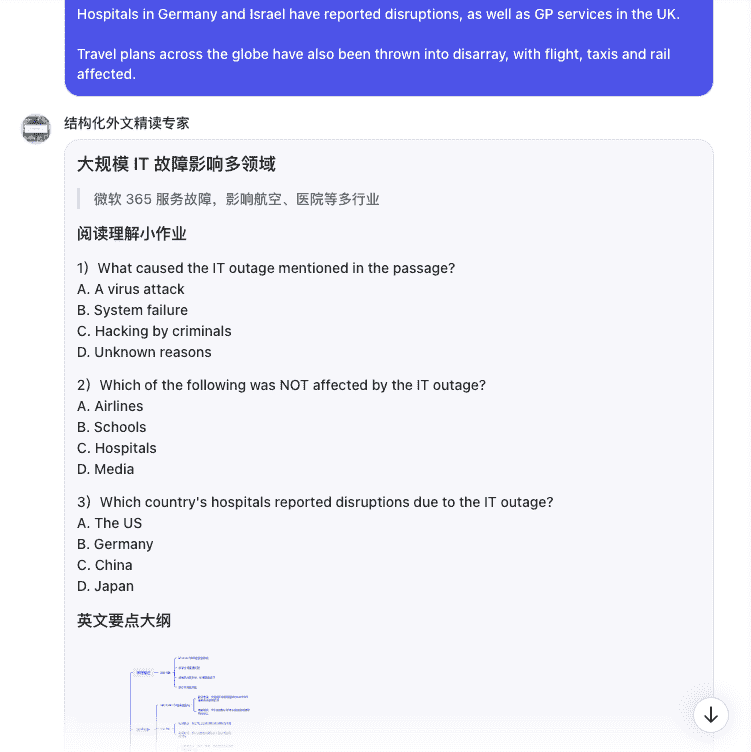 Hospitals in Germany and Israel have reported disruptions, as well as GP services in the UK.
Travel plans across the globe have also been thrown into disarray, with flight, taxis and rail
affected.
结构化外文精读专家
大规模 IT 故障影响多领域
微软 365 服务故障，影响航空、医院等多行业
阅读理解小作业
1）What caused the IT outage mentioned in the passage?
A. A virus attack
B. System failure
C. Hacking by criminals
D. Unknown reasons
2）Which of the following was NOT affected by the IT outage?
A. Airlines
B. Schools
C. Hospitals
D. Media
3）Which country's hospitals reported disruptions due to the IT outage?
A. The US
B. Germany
C. China
D. Japan
英文要点大纲